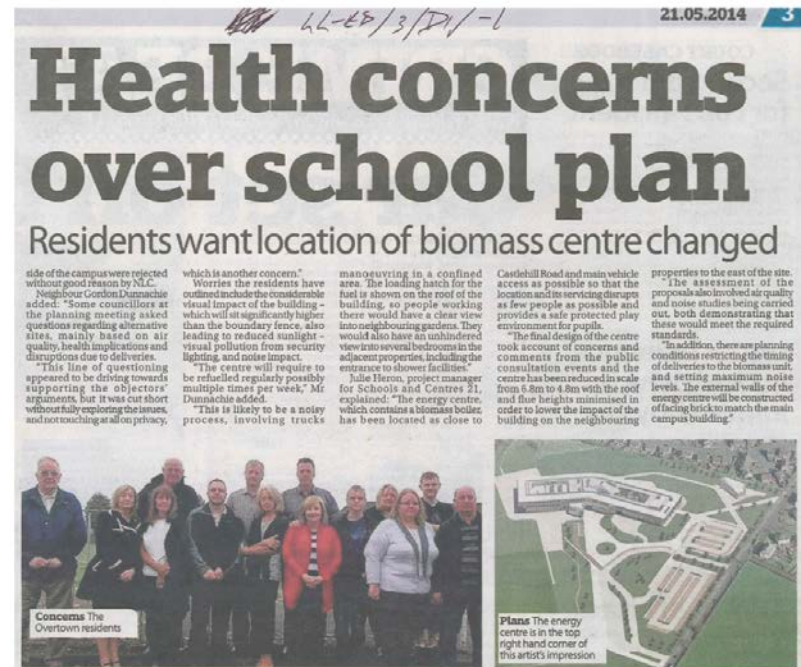 LL-EB/3/D1/-L
21.05.2014
3
Health concerns
over school plan
Residents want location of biomass centre changed
side of the campus were rejected
without good reason by NLC.
Neighbour Gordon Dunnachie
added: "Some councillors at
the planning meeting asked
questions regarding alternative
sites, mainly based on air
quality, health implications and
disruptions due to deliveries.
"This line of questioning
appeared to be driving towards
supporting the objectors'
arguments, but it was cut short
without fully exploring the issues,
and not touching at all on privacy,
which is another concern."
Worries the residents have
outlined include the considerable
visual impact of the building –
which will sit significantly higher
than the boundary fence, also
leading to reduced sunlight –
visual pollution from security
lighting, and noise impact.
"The centre will require to
be refuelled regularly possibly
multiple times per week," Mr
Dunnachie added.
"This is likely to be a noisy
process, involving trucks
manoeuvring in a confined
area. The loading hatch for the
fuel is shown on the roof of the
building, so people working
there would have a clear view
into neighbouring gardens. They
would also have an unhindered
view into several bedrooms in the
adjacent properties, including the
entrance to shower facilities."
Julie Heron, project manager
for Schools and Centres 21,
explained: "The energy centre,
which contains a biomass boiler,
has been located as close to
Castlehill Road and main vehicle
access as possible so that the
location and its servicing disrupts
as few people as possible and
provides a safe protected play
environment for pupils.
"The final design of the centre
took account of concerns and
comments from the public
consultation events and the
centre has been reduced in scale
from 6.8m to 4.8m with the roof
and flue heights minimised in
order to lower the impact of the
building on the neighbouring
properties to the east of the site.
"The assessment of the
proposals also involved air quality
and noise studies being carried
out, both demonstrating that
these would meet the required
standards.
"In addition, there are planning
conditions restricting the timing
of deliveries to the biomass unit,
and setting maximum noise
levels. The external walls of the
energy centre will be constructed
of facing brick to match the main
campus building."
Concerns The
Overtown residents
Plans The energy
centre is in the top
right hand corner of
this artist's impression